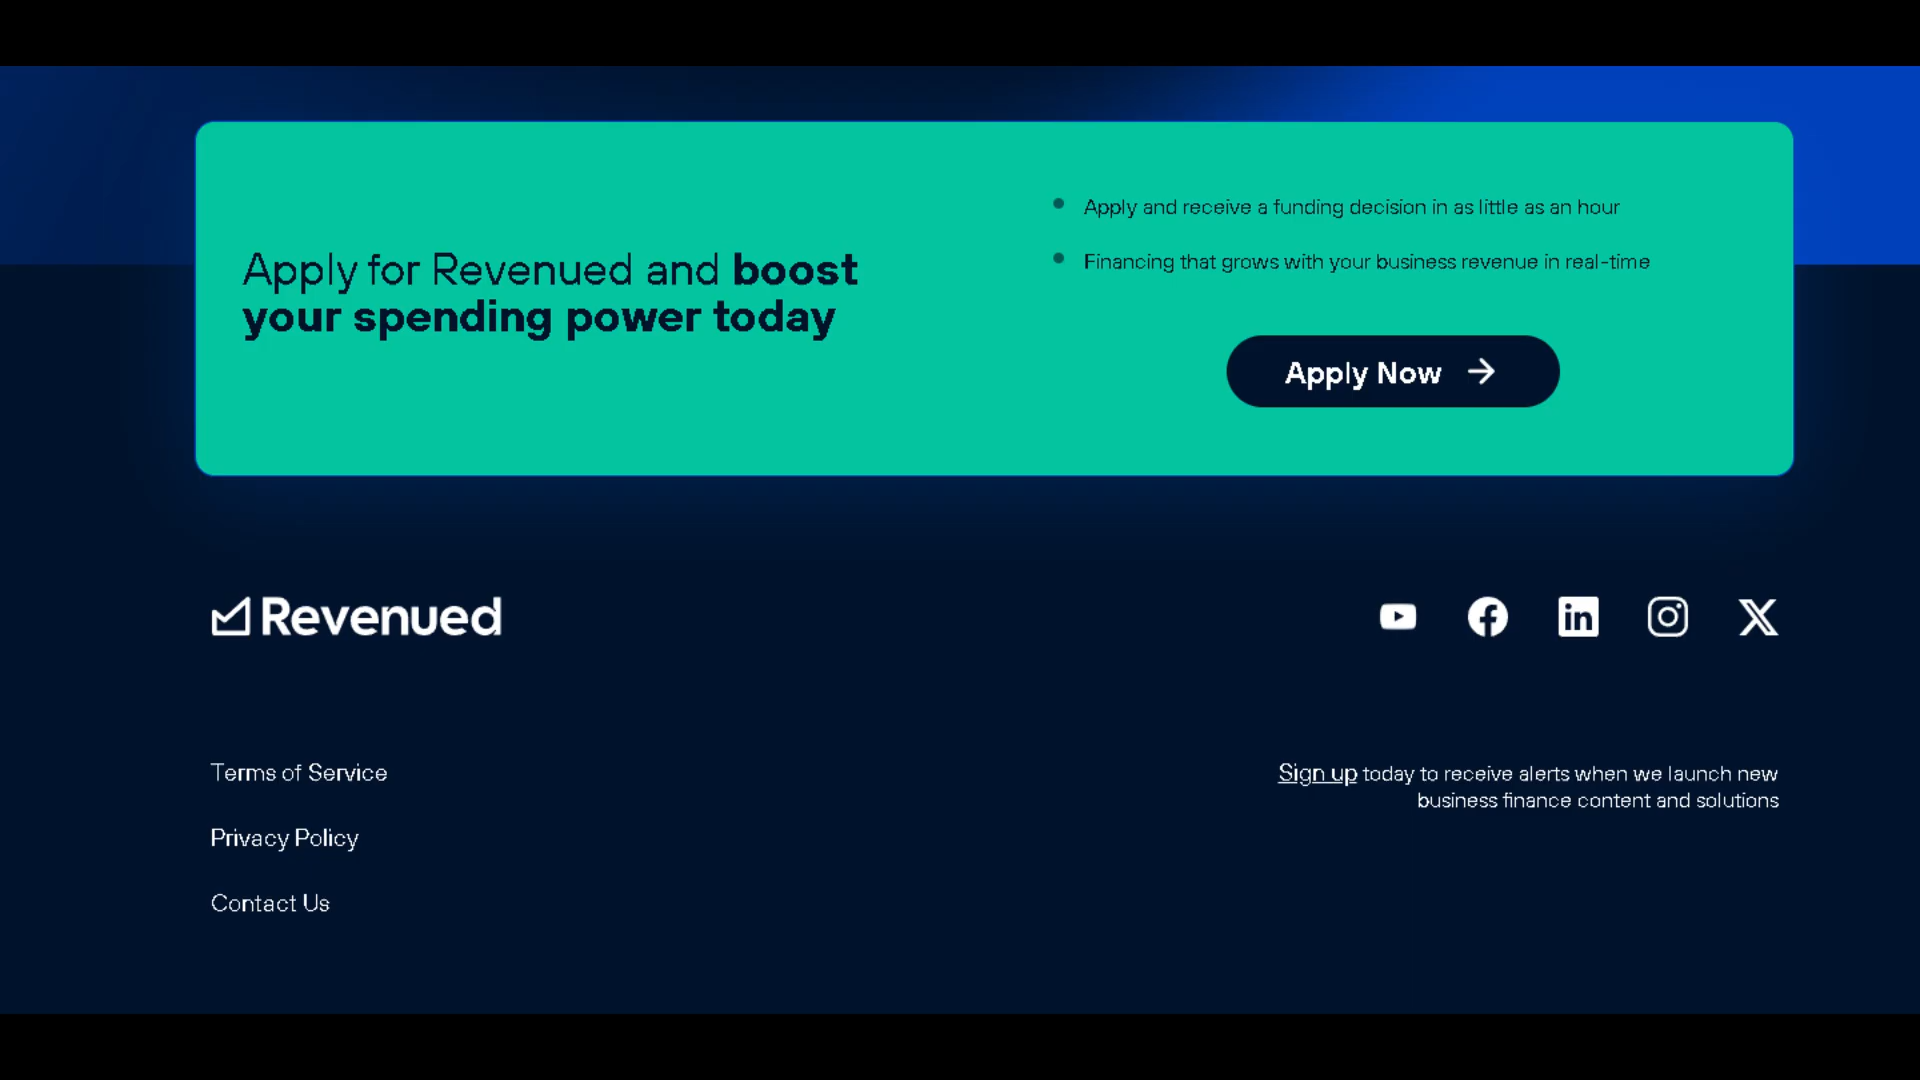 Apply for Revenued and boost
your spending power today
Apply and receive a funding decision in as little as an hour
Financing that grows with your business revenue in real-time
Apply Now
Revenued
Terms of Service
Privacy Policy
Contact Us
Sign up today to receive alerts when we launch new
business finance content and solutions